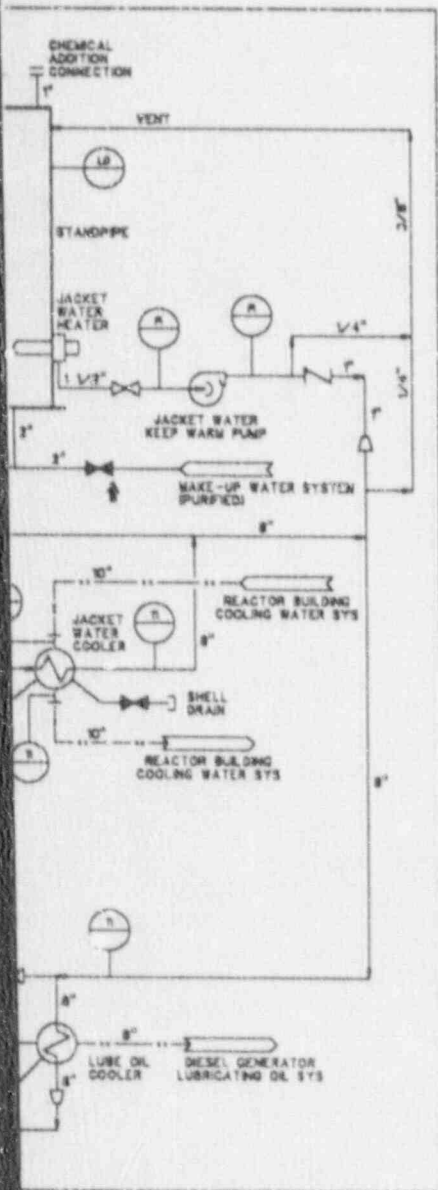 CHEMICAL
ADDITION
CONNECTION
1"
VENT
LG
3/8"
STANDPIPE
JACKET
WATER
HEATER
PI
PI
1/4"
1 1/2"
1"
1/4"
JACKET WATER
KEEP WARM PUMP
1"
2"
MAKE-UP WATER SYSTEM
(PURIFIED)
8"
10"
REACTOR BUILDING
COOLING WATER SYS
JACKET
WATER
COOLER
TI
8"
SHELL
DRAIN
TI
10"
REACTOR BUILDING
COOLING WATER SYS
8"
TI
8"
8"
LUBE OIL
COOLER
DIESEL GENERATOR
LUBRICATING OIL SYS
8"